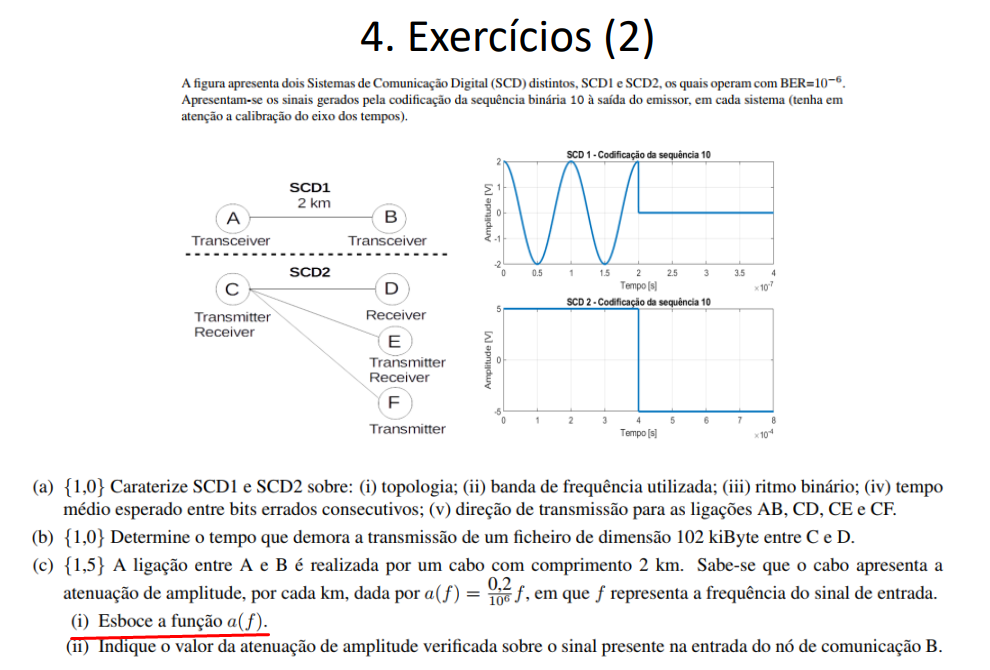 4. Exercícios (2)
A figura apresenta dois Sistemas de Comunicação Digital (SCD) distintos, SCD1 e SCD2, os quais operam com BER=10⁻⁶.
Apresentam-se os sinais gerados pela codificação da sequência binária 10 à saída do emissor, em cada sistema (tenha em
atenção a calibração do eixo dos tempos).
SCD1
2 km
A
B
Transceiver
Transceiver
SCD2
C
D
Transmitter
Receiver
Receiver
E
Transmitter
Receiver
F
Transmitter
SCD 1 - Codificação da sequência 10
Amplitude [V]
2
1
0
-1
-2
0 0.5 1 1.5 2 2.5 3 3.5 4
Tempo [s]
×10⁻⁷
SCD 2 - Codificação da sequência 10
Amplitude [V]
5
0
-5
0 1 2 3 4 5 6 7 8
Tempo [s]
×10⁻⁴
(a) {1,0} Caraterize SCD1 e SCD2 sobre: (i) topologia; (ii) banda de frequência utilizada; (iii) ritmo binário; (iv) tempo
médio esperado entre bits errados consecutivos; (v) direção de transmissão para as ligações AB, CD, CE e CF.
(b) {1,0} Determine o tempo que demora a transmissão de um ficheiro de dimensão 102 kiByte entre C e D.
(c) {1,5} A ligação entre A e B é realizada por um cabo com comprimento 2 km. Sabe-se que o cabo apresenta a
atenuação de amplitude, por cada km, dada por a(f) = 0,2/10⁶ f, em que f representa a frequência do sinal de entrada.
(i) Esboce a função a(f).
(ii) Indique o valor da atenuação de amplitude verificada sobre o sinal presente na entrada do nó de comunicação B.